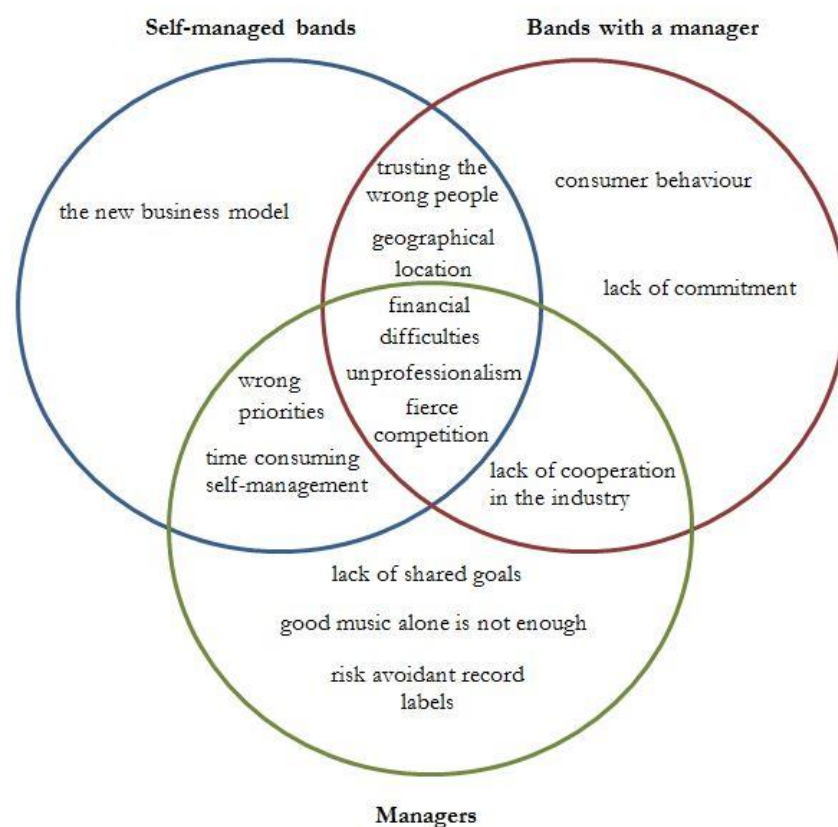 Self-managed bands
Bands with a manager
trusting the
wrong people
consumer behaviour
the new business model
geographical
location
lack of commitment
financial
difficulties
unprofessionalism
wrong
priorities
fierce
competition
time consuming
self-management
lack of cooperation
in the industry
lack of shared goals
good music alone is not enough
risk avoidant record
labels
Managers